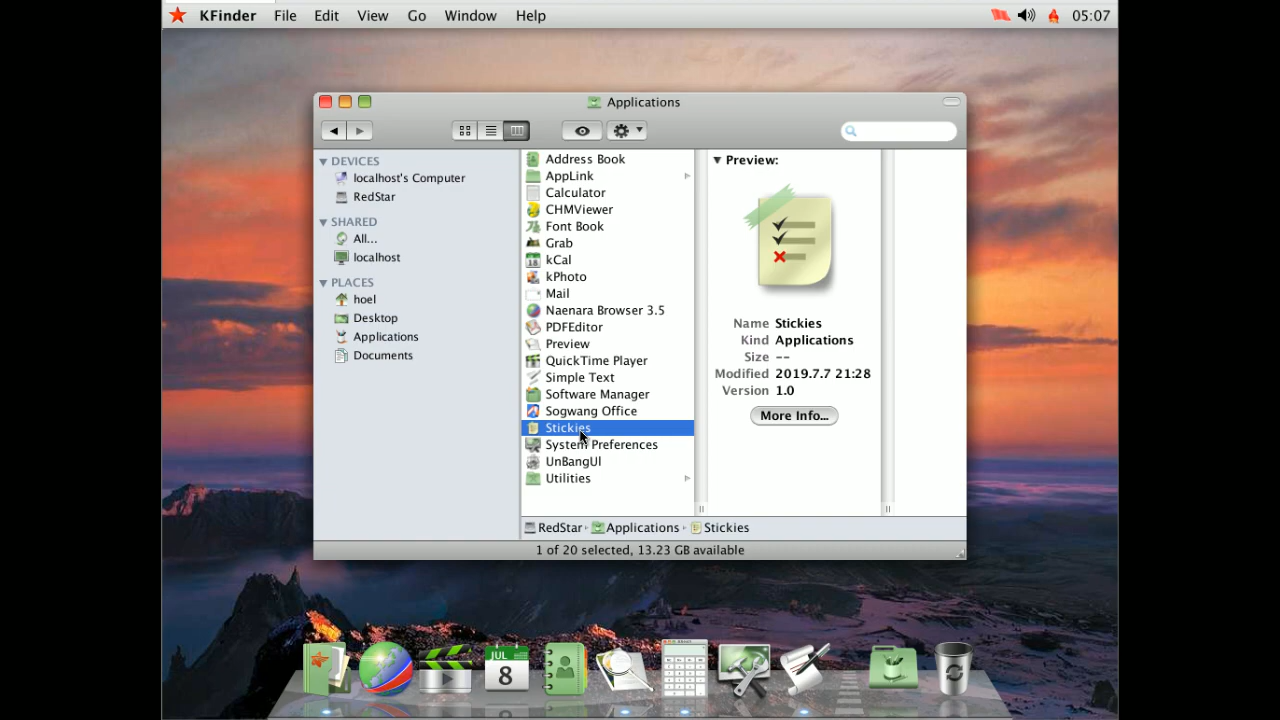 KFinder File Edit View Go Window Help 05:07
Applications
DEVICES
localhost's Computer
RedStar
SHARED
All...
localhost
PLACES
hoel
Desktop
Applications
Documents
Address Book
AppLink
Calculator
CHMViewer
Font Book
Grab
kCal
kPhoto
Mail
Naenara Browser 3.5
PDFEditor
Preview
QuickTime Player
Simple Text
Software Manager
Sogwang Office
Stickies
System Preferences
UnBangUl
Utilities
Preview:
Name Stickies
Kind Applications
Size --
Modified 2019.7.7 21:28
Version 1.0
More Info...
RedStar Applications Stickies
1 of 20 selected, 13.23 GB available
JUL
8